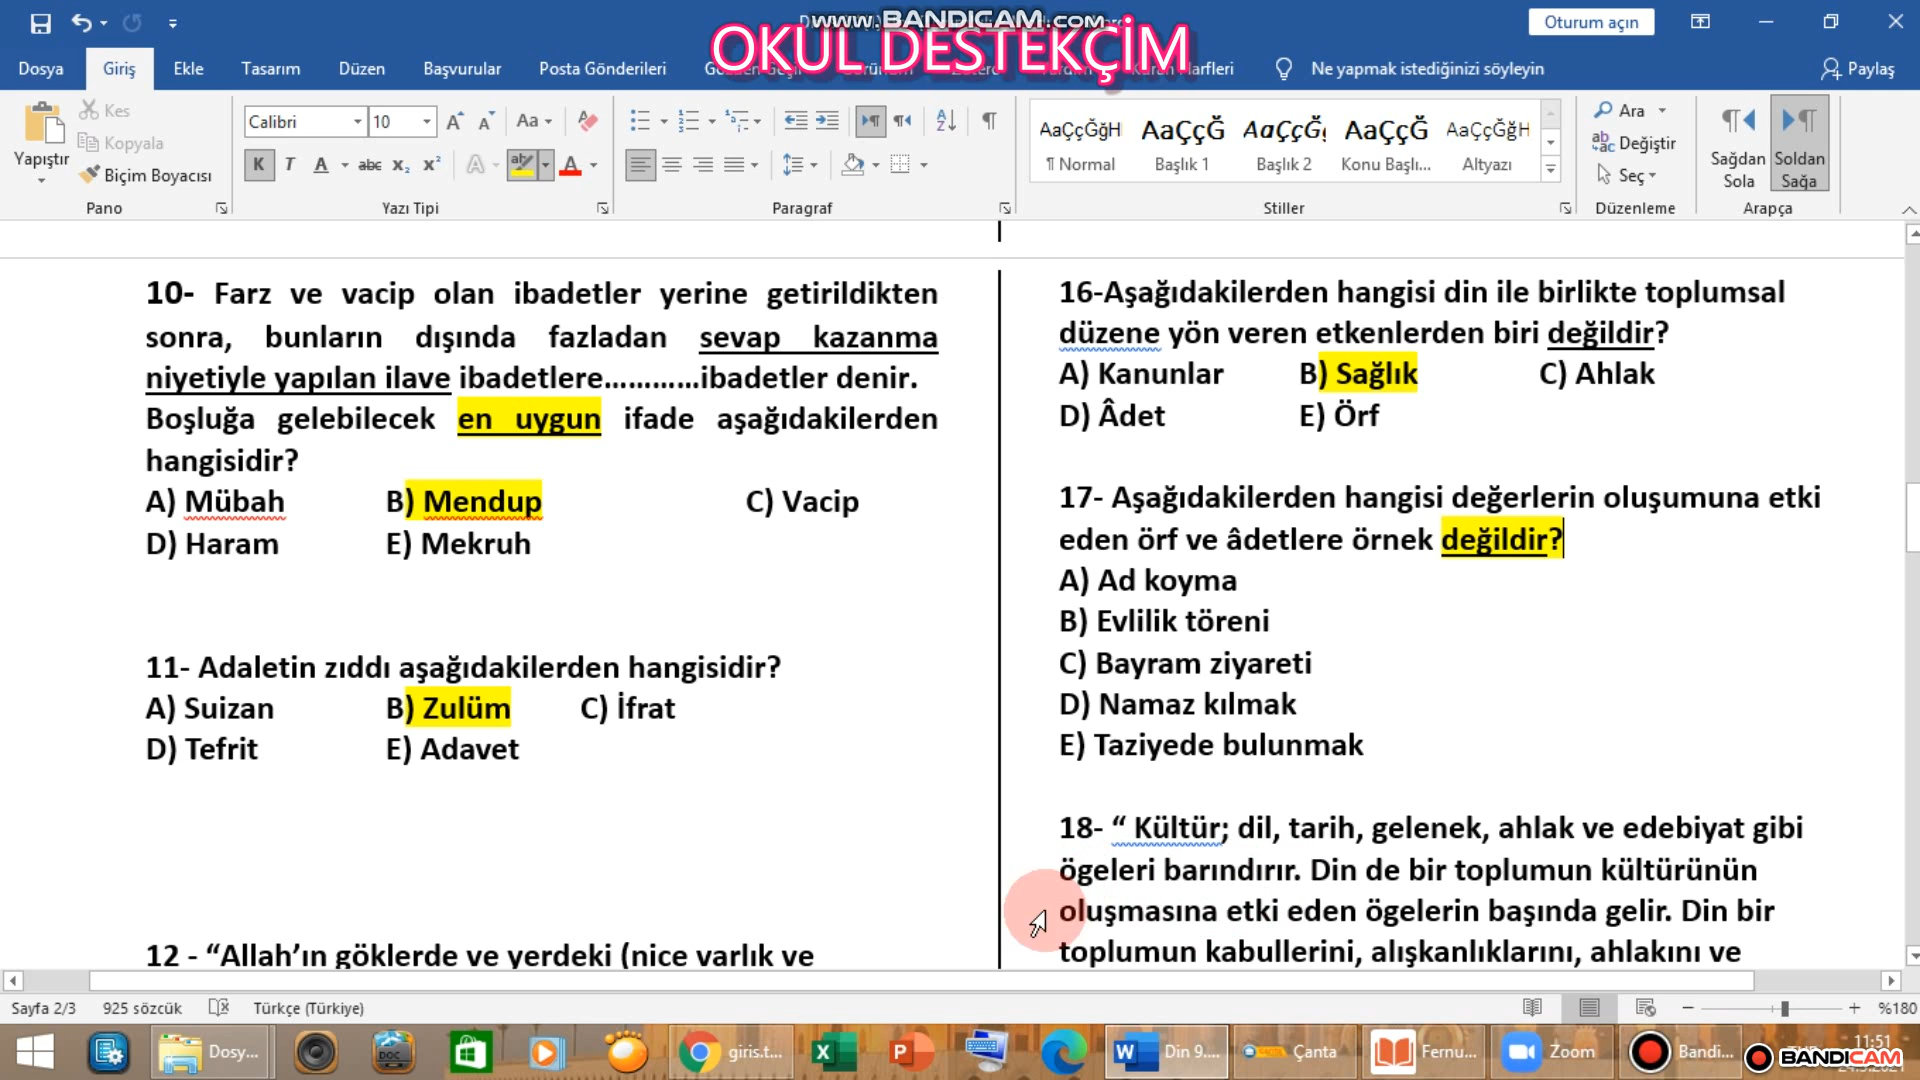 www.BANDICAM.com
OKUL DESTEKÇİM
Oturum açın
Dosya Giriş Ekle Tasarım Düzen Başvurular Posta Gönderileri
Ne yapmak istediğinizi söyleyin
Paylaş
Yapıştır
Kes
Kopyala
Biçim Boyacısı
Calibri 10
AaÇçĞğH AaÇçĞ AaÇçĞğ AaÇçĞ AaÇçĞğH
¶ Normal Başlık 1 Başlık 2 Konu Başlı... Altyazı
Ara
Değiştir
Seç
Sağdan Sola
Soldan Sağa
Pano Yazı Tipi Paragraf Stiller Düzenleme Arapça
10- Farz ve vacip olan ibadetler yerine getirildikten
sonra, bunların dışında fazladan sevap kazanma
niyetiyle yapılan ilave ibadetlere............ibadetler denir.
Boşluğa gelebilecek en uygun ifade aşağıdakilerden
hangisidir?
A) Mübah B) Mendup C) Vacip
D) Haram E) Mekruh
11- Adaletin zıddı aşağıdakilerden hangisidir?
A) Suizan B) Zulüm C) İfrat
D) Tefrit E) Adavet
12 - “Allah’ın göklerde ve yerdeki (nice varlık ve
16-Aşağıdakilerden hangisi din ile birlikte toplumsal
düzene yön veren etkenlerden biri değildir?
A) Kanunlar B) Sağlık C) Ahlak
D) Âdet E) Örf
17- Aşağıdakilerden hangisi değerlerin oluşumuna etki
eden örf ve âdetlere örnek değildir?
A) Ad koyma
B) Evlilik töreni
C) Bayram ziyareti
D) Namaz kılmak
E) Taziyede bulunmak
18- “ Kültür; dil, tarih, gelenek, ahlak ve edebiyat gibi
ögeleri barındırır. Din de bir toplumun kültürünün
oluşmasına etki eden ögelerin başında gelir. Din bir
toplumun kabullerini, alışkanlıklarını, ahlakını ve
Sayfa 2/3 925 sözcük Türkçe (Türkiye) %180
Dosy... giris.t... Din 9.... Çanta Fernu... Zoom Bandi...
11:51
BANDICAM